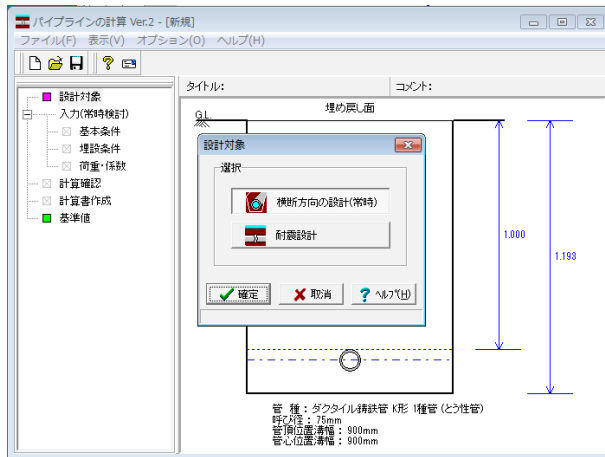 パイプラインの計算 Ver.2 - [新規]
ファイル(F) 表示(V) オプション(O) ヘルプ(H)
タイトル:
コメント:
設計対象
入力(常時検討)
基本条件
埋設条件
荷重・係数
計算確認
計算書作成
基準値
G.L.
埋め戻し面
設計対象
選択
横断方向の設計(常時)
耐震設計
確定
取消
ヘルプ(H)
1.000
1.193
管 種:ダクタイル鋳鉄管 K形 1種管 (とう性管)
呼び径:75mm
管頂位置溝幅:900mm
管心位置溝幅:900mm